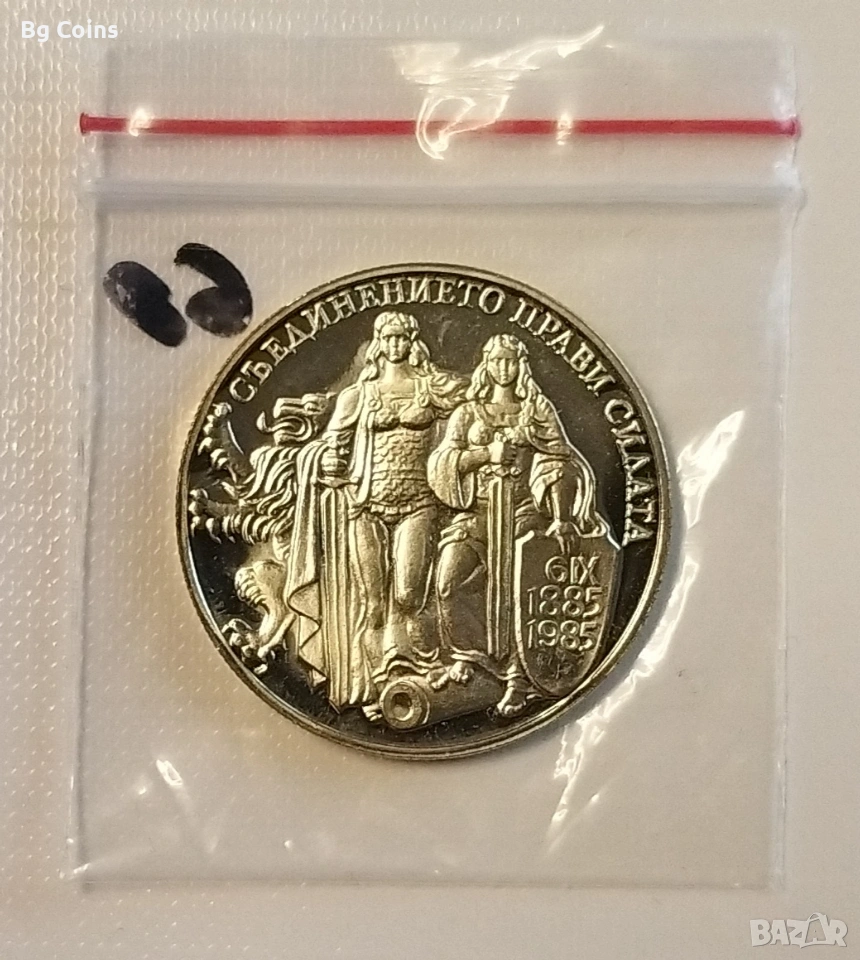 Bg Coins
СЪЕДИНЕНИЕТО ПРАВИ СИЛАТА
6 IX
1885
1985
BAZAR